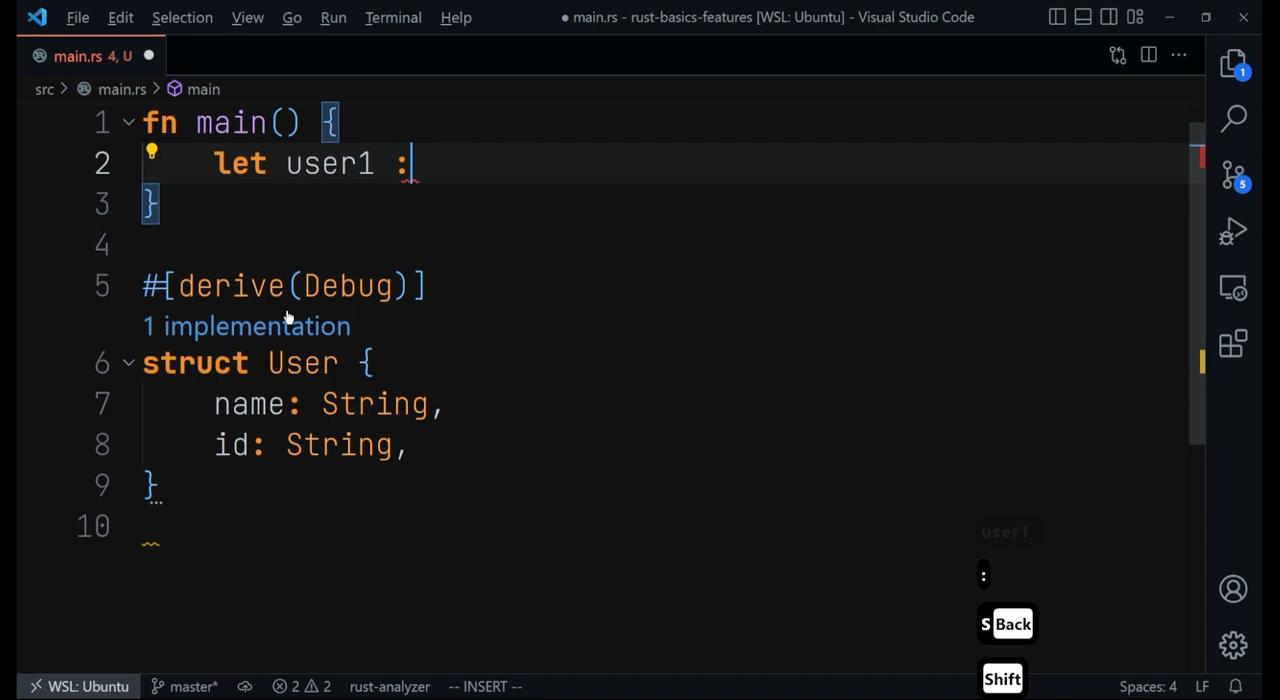 File Edit Selection View Go Run Terminal Help ● main.rs - rust-basics-features [WSL: Ubuntu] - Visual Studio Code
main.rs 4, U ●
src > main.rs > main
1 fn main() {
2 let user1 :
3 }
4
5 #[derive(Debug)]
1 implementation
6 struct User {
7 name: String,
8 id: String,
9 }
10
1
5
user1
:
S Back
Shift
WSL: Ubuntu master* 2 2 rust-analyzer -- INSERT -- Spaces: 4 LF